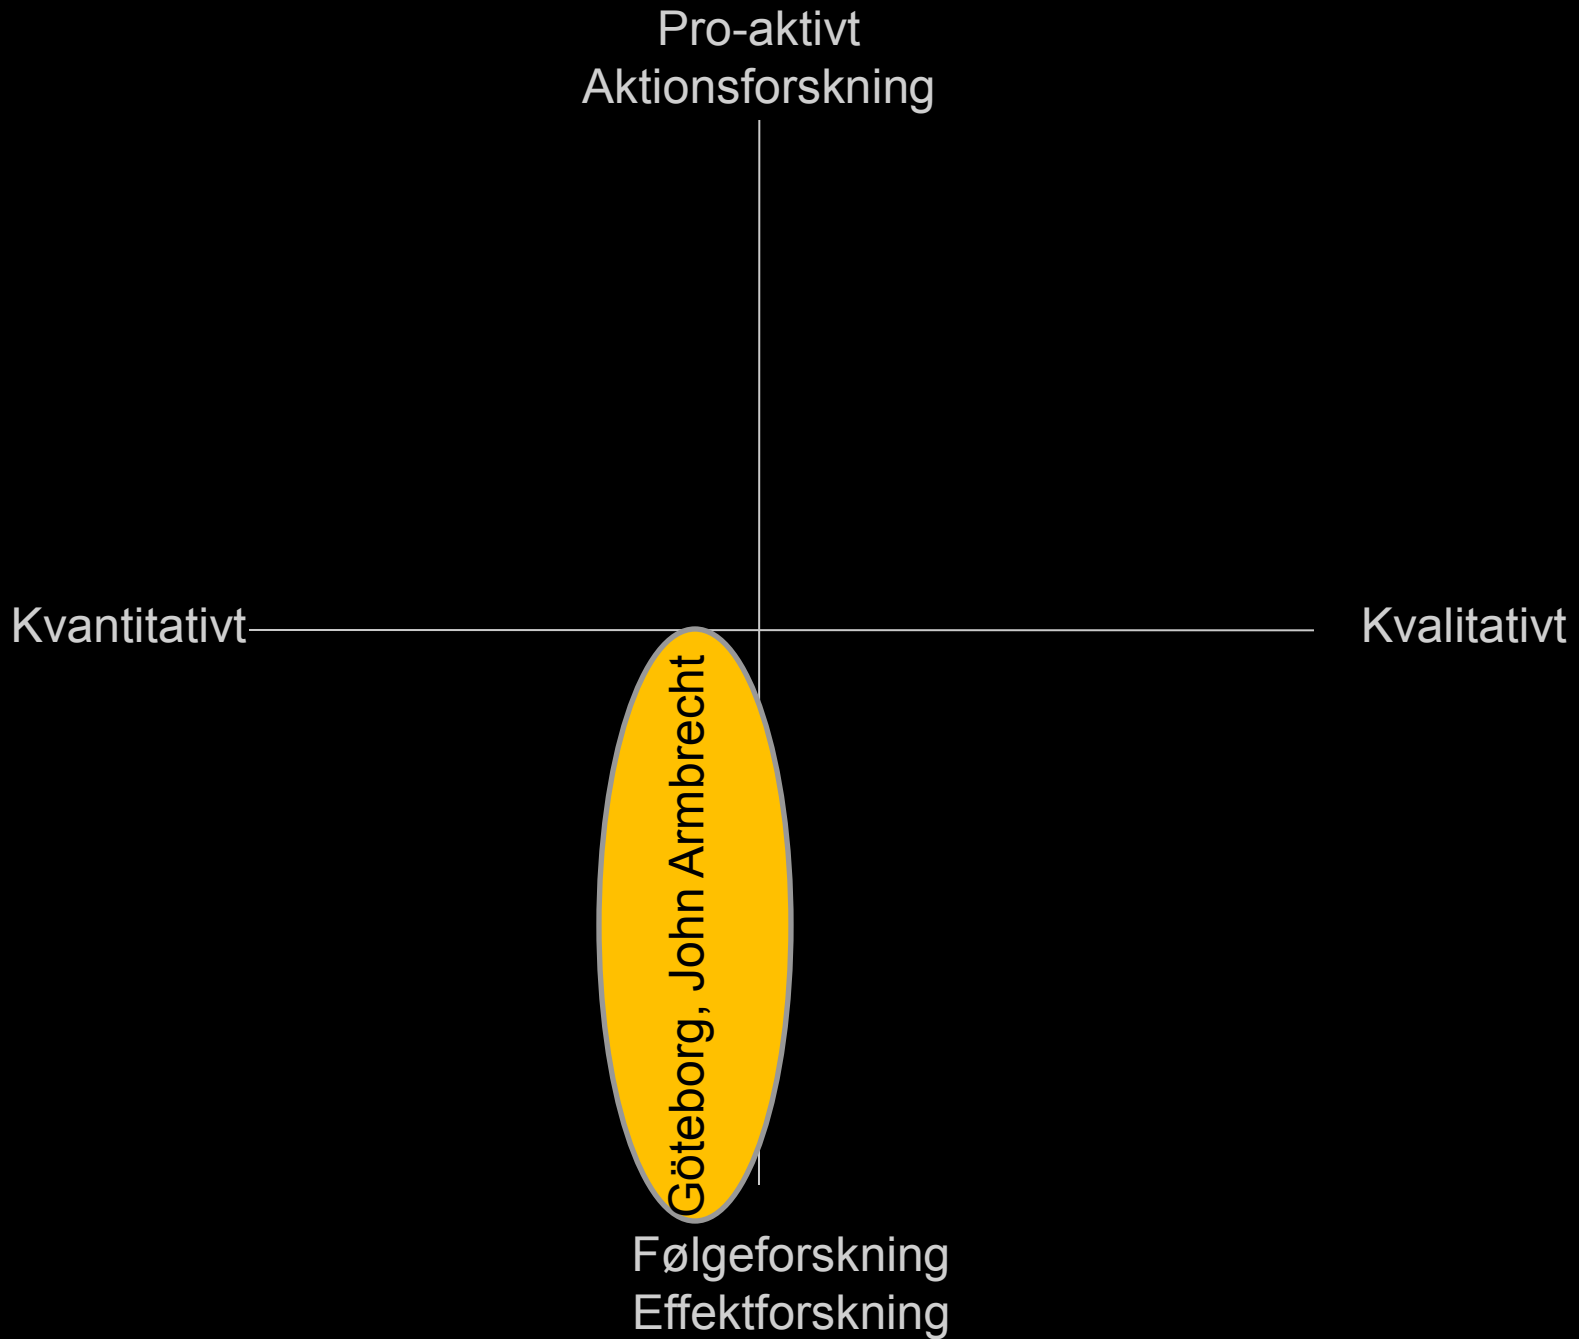 Pro-aktivt
Aktionsforskning
Kvantitativt
Kvalitativt
Göteborg, John Armbrecht
Følgeforskning
Effektforskning